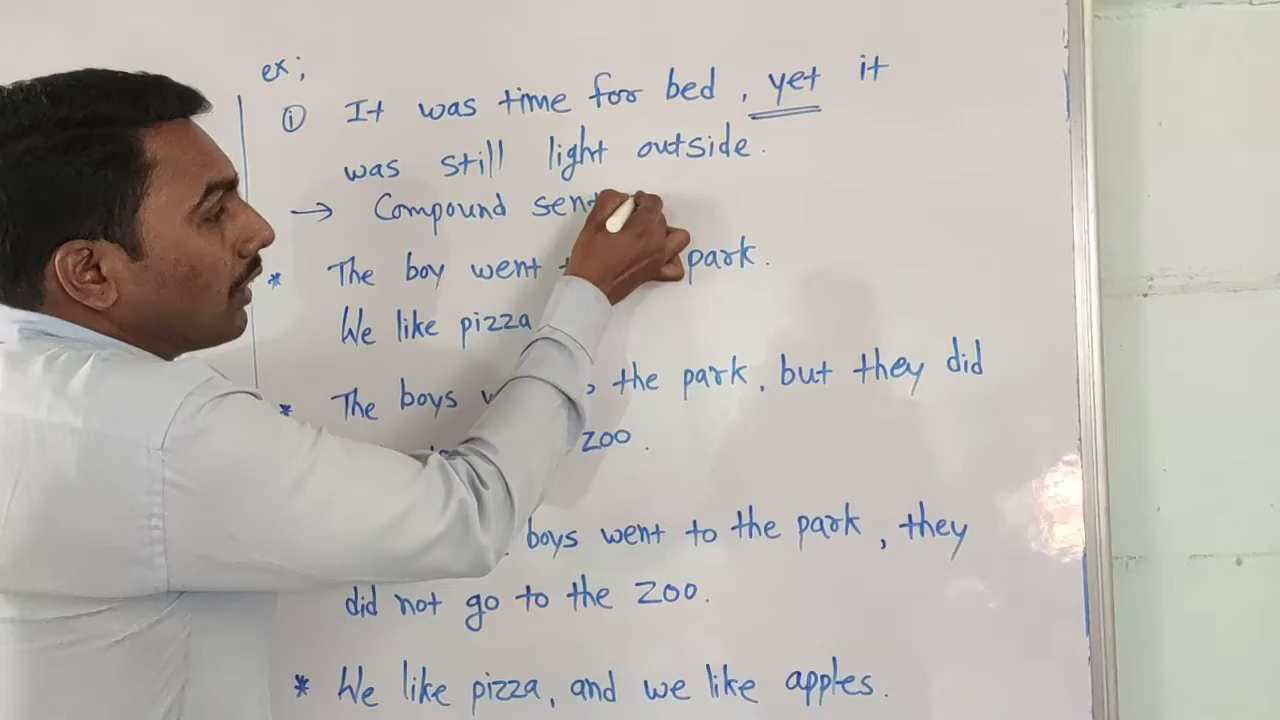 ex;
① It was time for bed, yet it
was still light outside.
→ Compound sent
* The boy went park.
We like pizza
* The boys the park, but they did
zoo.
boys went to the park, they
did not go to the zoo.
* We like pizza, and we like apples.